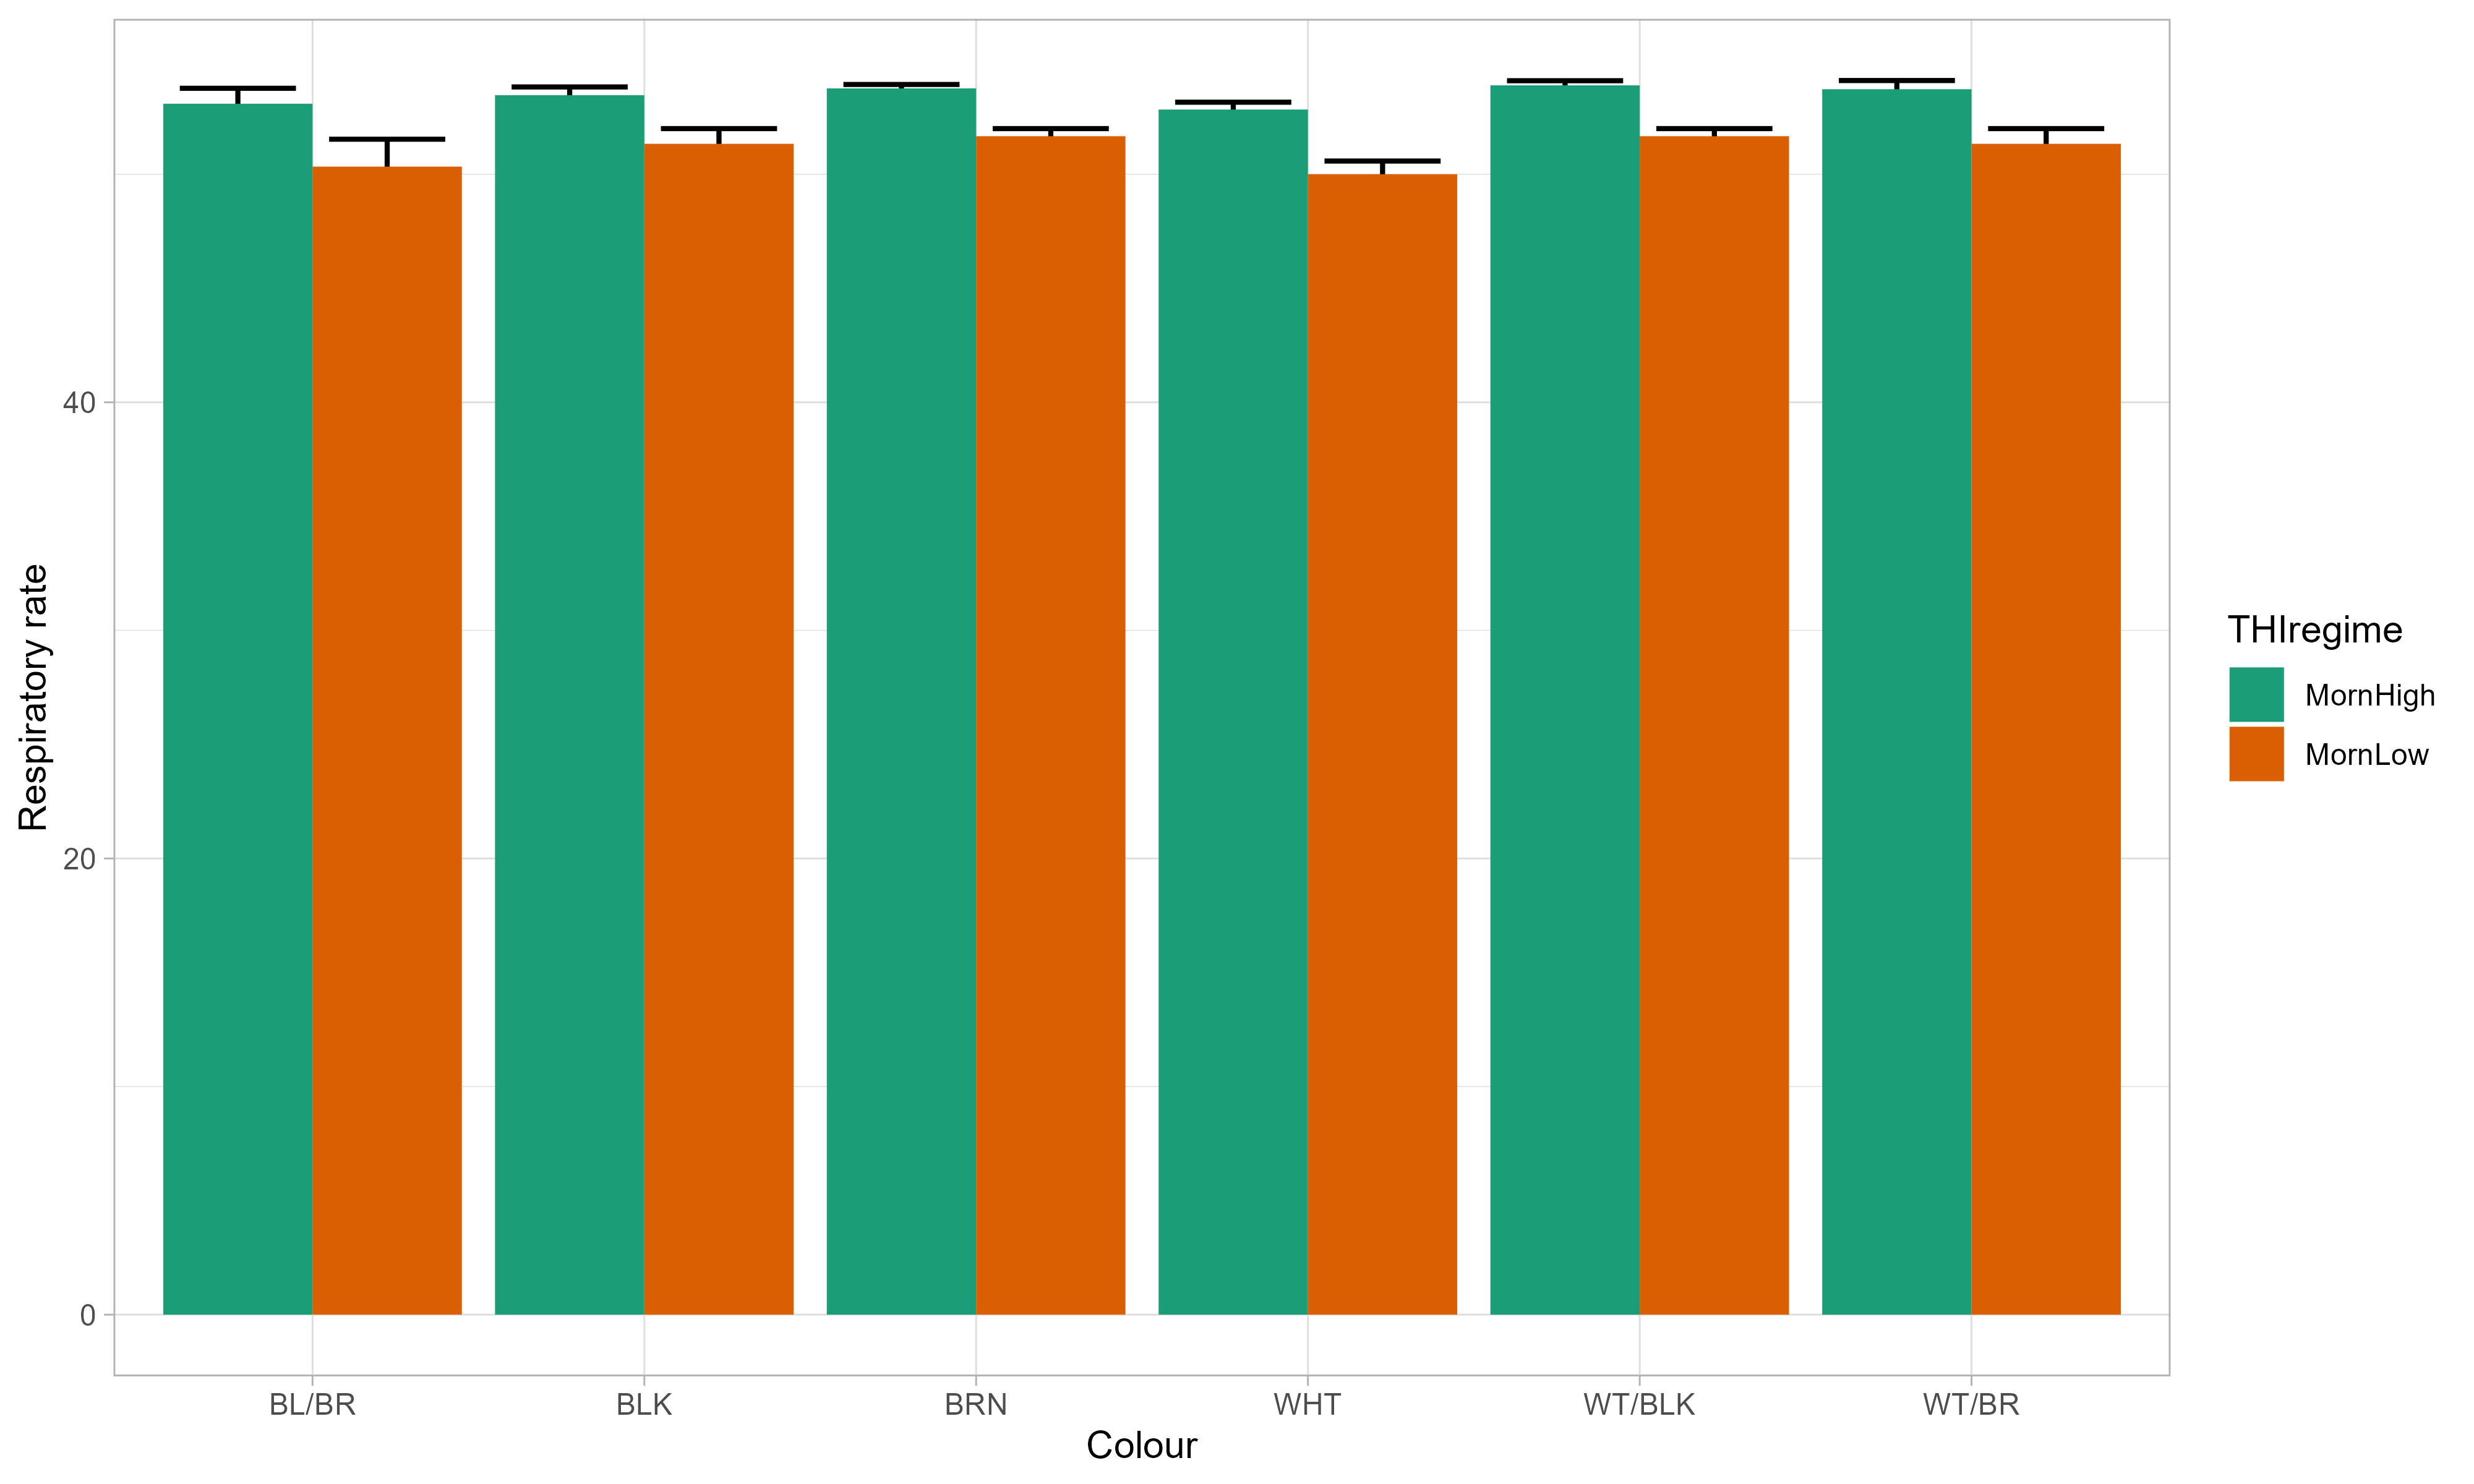 Respiratory rate
40
20
0
BL/BR BLK BRN WHT WT/BLK WT/BR
Colour
THIregime
MornHigh
MornLow